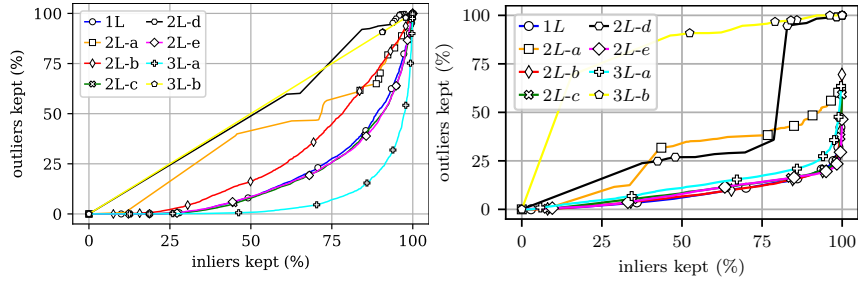 100
75
50
25
0
outliers kept (%)
1L
2L-a
2L-b
2L-c
2L-d
2L-e
3L-a
3L-b
0
25
50
75
100
inliers kept (%)
100
75
50
25
0
outliers kept (%)
1L
2L-a
2L-b
2L-c
2L-d
2L-e
3L-a
3L-b
0
25
50
75
100
inliers kept (%)